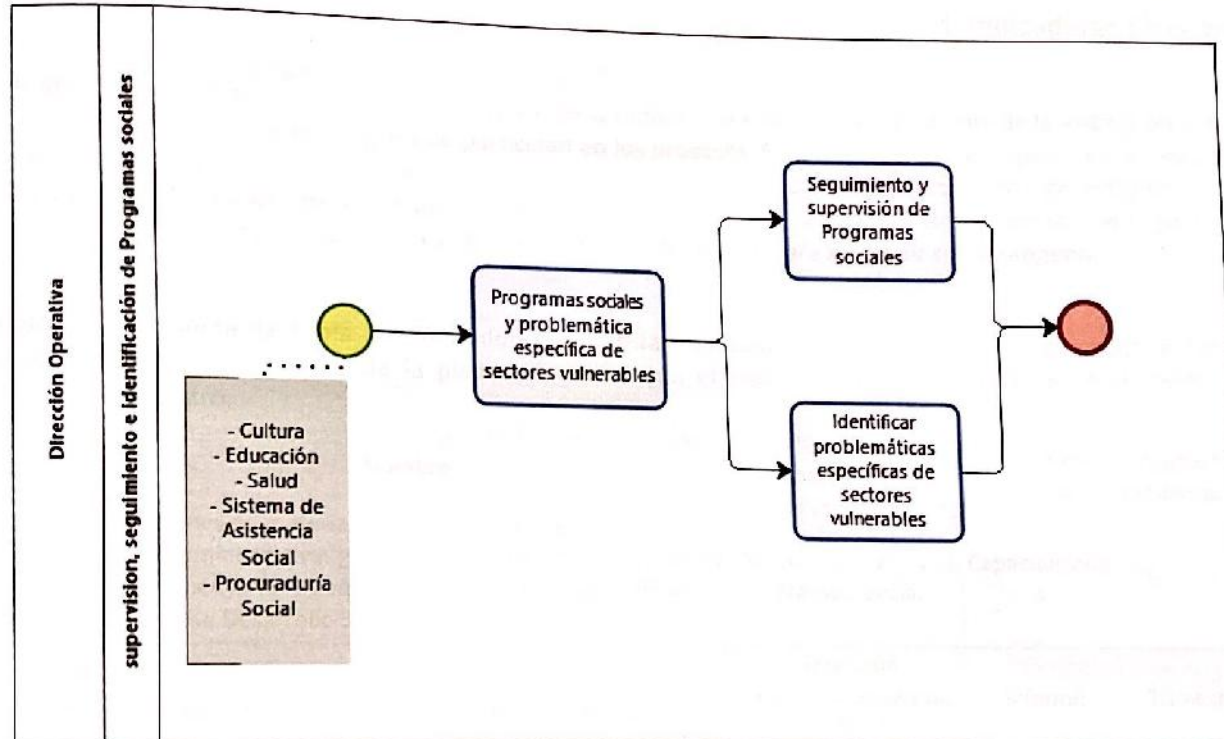 Dirección Operativa
supervision, seguimiento e identificación de Programas sociales
- Cultura
- Educación
- Salud
- Sistema de
Asistencia
Social
- Procuraduría
Social
Programas sociales
y problemática
específica de
sectores vulnerables
Seguimiento y
supervisión de
Programas
sociales
Identificar
problemáticas
específicas de
sectores
vulnerables